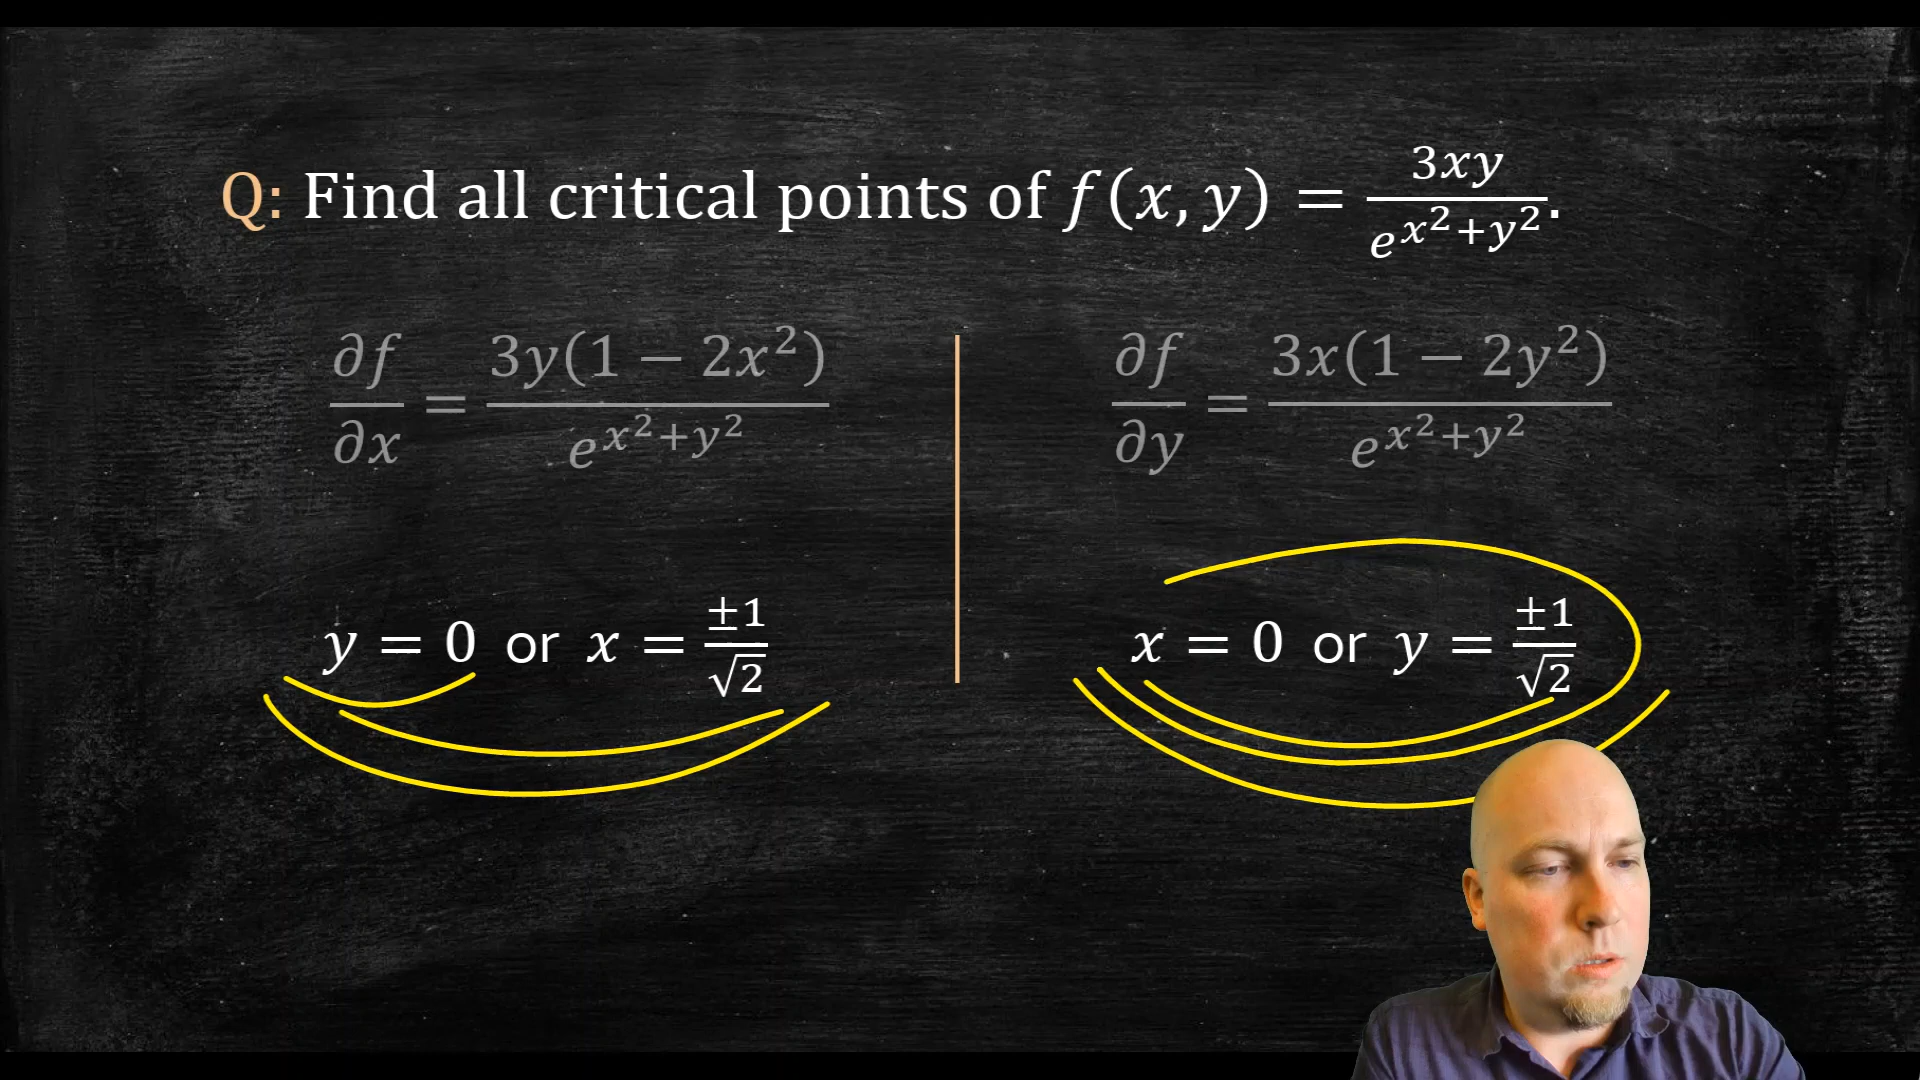 Q: Find all critical points of f(x, y) = 3xy / e^{x²+y²}.
∂f/∂x = 3y(1 − 2x²) / e^{x²+y²}
∂f/∂y = 3x(1 − 2y²) / e^{x²+y²}
y = 0 or x = ±1/√2
x = 0 or y = ±1/√2